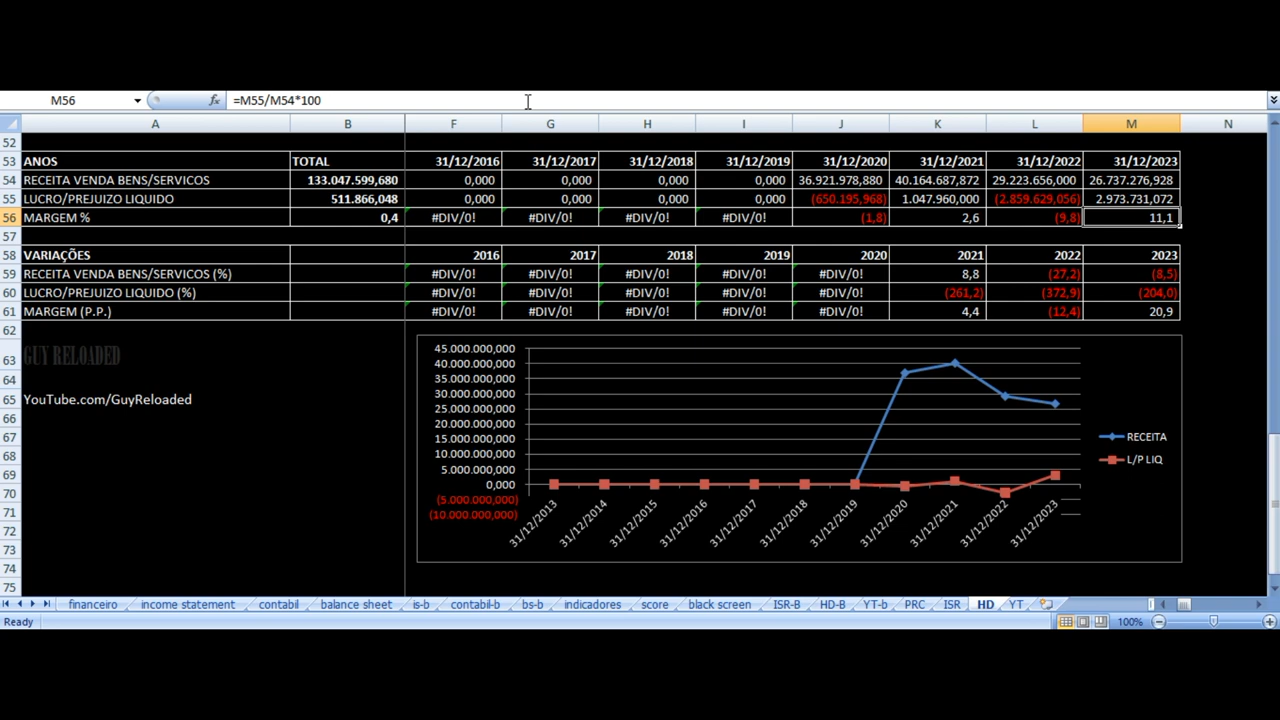 M56 fx =M55/M54*100
A B F G H I J K L M N
52
53 ANOS TOTAL 31/12/2016 31/12/2017 31/12/2018 31/12/2019 31/12/2020 31/12/2021 31/12/2022 31/12/2023
54 RECEITA VENDA BENS/SERVICOS 133.047.599,680 0,000 0,000 0,000 0,000 36.921.978,880 40.164.687,872 29.223.656,000 26.737.276,928
55 LUCRO/PREJUIZO LIQUIDO 511.866,048 0,000 0,000 0,000 0,000 (650.195,968) 1.047.960,000 (2.859.629,056) 2.973.731,072
56 MARGEM % 0,4 #DIV/0! #DIV/0! #DIV/0! #DIV/0! (1,8) 2,6 (9,8) 11,1
57
58 VARIAÇÕES 2016 2017 2018 2019 2020 2021 2022 2023
59 RECEITA VENDA BENS/SERVICOS (%) #DIV/0! #DIV/0! #DIV/0! #DIV/0! #DIV/0! 8,8 (27,2) (8,5)
60 LUCRO/PREJUIZO LIQUIDO (%) #DIV/0! #DIV/0! #DIV/0! #DIV/0! #DIV/0! (261,2) (372,9) (204,0)
61 MARGEM (P.P.) #DIV/0! #DIV/0! #DIV/0! #DIV/0! #DIV/0! 4,4 (12,4) 20,9
62
63 GUY RELOADED
64
65 YouTube.com/GuyReloaded
66
67
68
69
70
71
72
73
74
75
45.000.000,000
40.000.000,000
35.000.000,000
30.000.000,000
25.000.000,000
20.000.000,000
15.000.000,000
10.000.000,000
5.000.000,000
0,000
(5.000.000,000)
(10.000.000,000)
31/12/2013 31/12/2014 31/12/2015 31/12/2016 31/12/2017 31/12/2018 31/12/2019 31/12/2020 31/12/2021 31/12/2022 31/12/2023
RECEITA
L/P LIQ
financeiro income statement contabil balance sheet is-b contabil-b bs-b indicadores score black screen ISR-B HD-B YT-b PRC ISR HD YT
Ready 100%